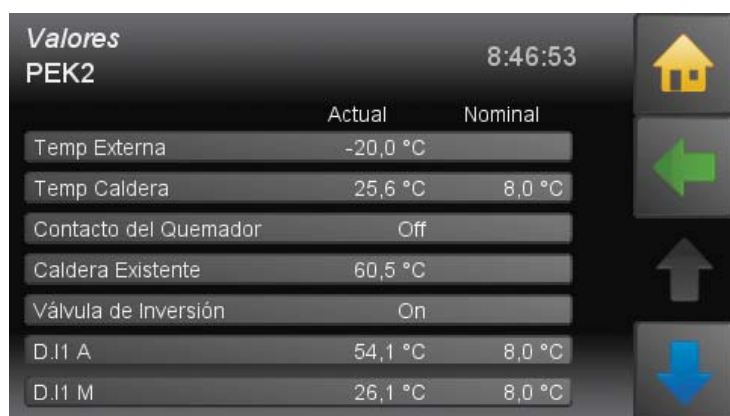 Valores
PEK2
8:46:53
Actual Nominal
Temp Externa -20,0 °C
Temp Caldera 25,6 °C 8,0 °C
Contacto del Quemador Off
Caldera Existente 60,5 °C
Válvula de Inversión On
D.I1 A 54,1 °C 8,0 °C
D.I1 M 26,1 °C 8,0 °C